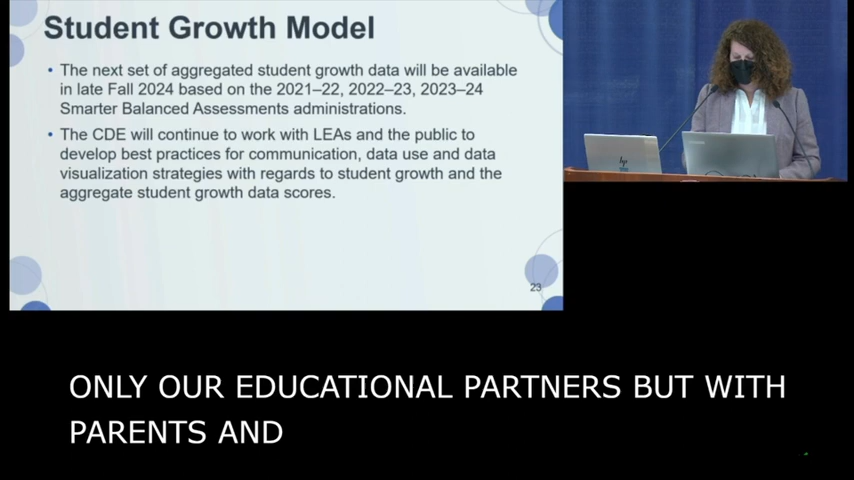 Student Growth Model
• The next set of aggregated student growth data will be available
in late Fall 2024 based on the 2021–22, 2022–23, 2023–24
Smarter Balanced Assessments administrations.
• The CDE will continue to work with LEAs and the public to
develop best practices for communication, data use and data
visualization strategies with regards to student growth and the
aggregate student growth data scores.
23
hp
ONLY OUR EDUCATIONAL PARTNERS BUT WITH
PARENTS AND